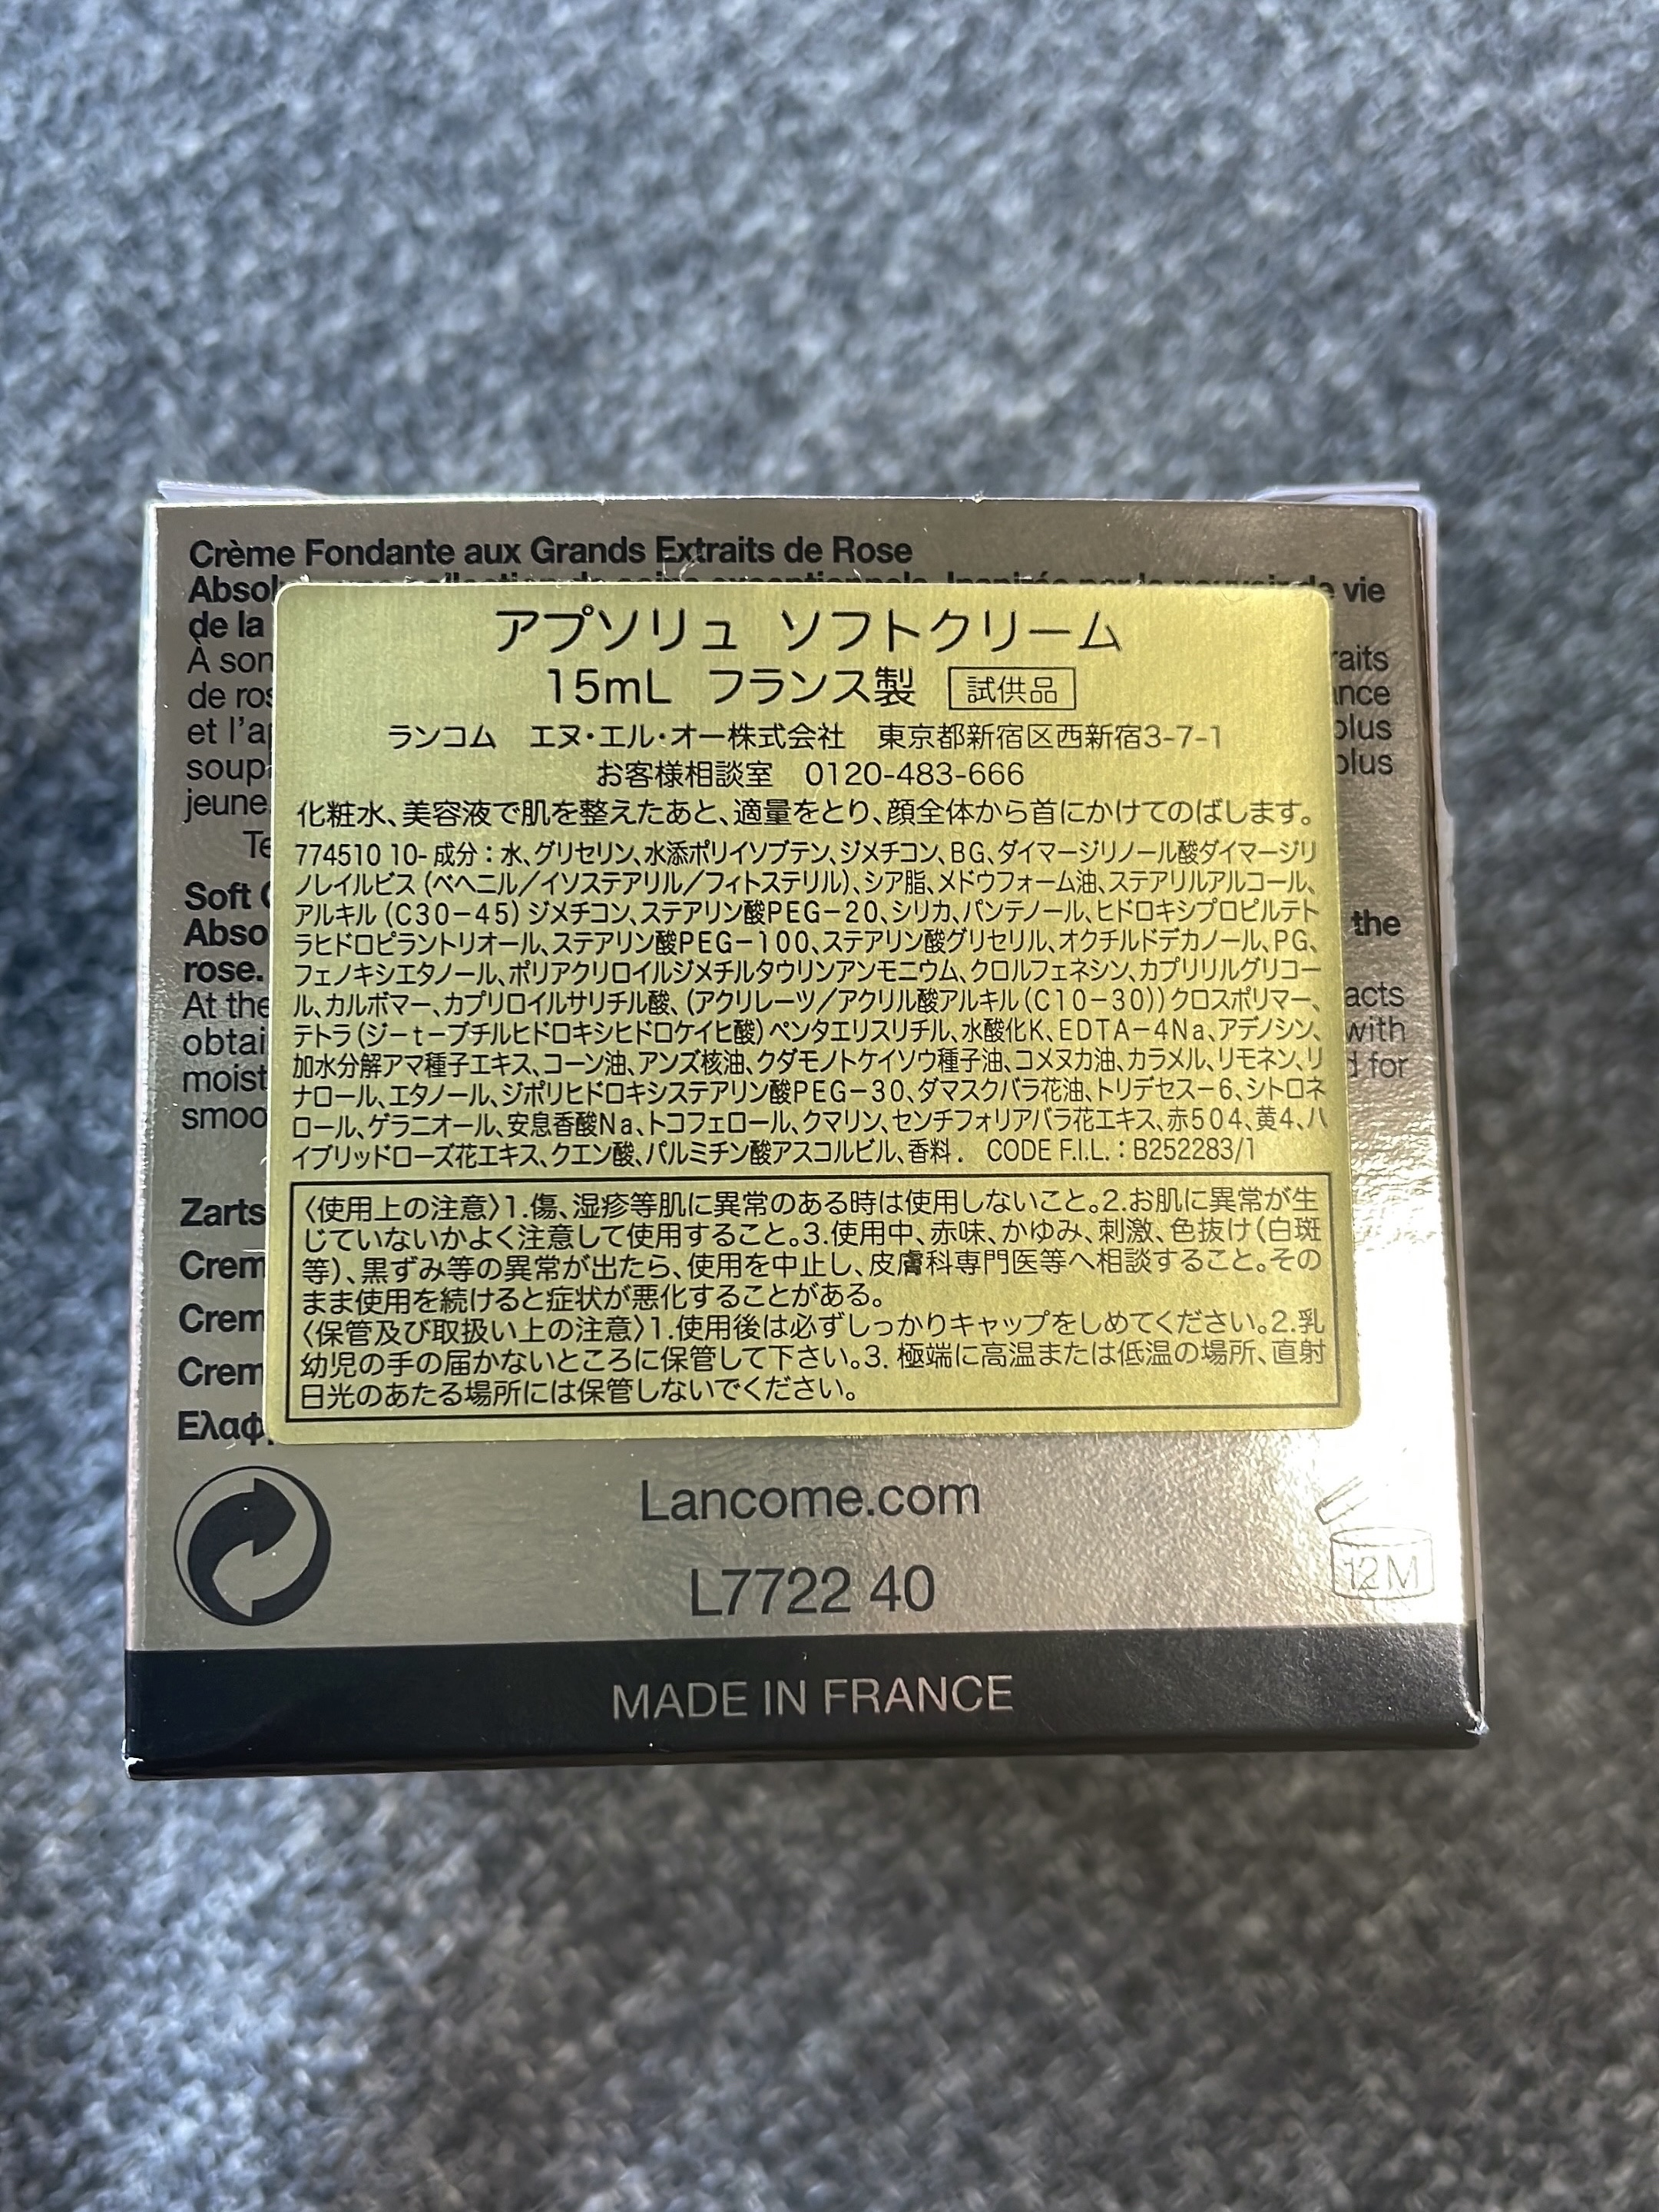 Crème Fondante aux Grands Extraits de Rose
de vie
de la
À son
raits
et l'a
plus
plus
jeune.
アプソリュ ソフトクリーム
15mL フランス製 試供品
ランコム エヌ・エル・オー株式会社 東京都新宿区西新宿3-7-1
お客様相談室 0120-483-666
化粧水、美容液で肌を整えたあと、適量をとり、顔全体から首にかけてのばします。
774510 10- 成分：水、グリセリン、水添ポリイソブテン、ジメチコン、BG、ダイマージリノール酸ダイマージリ
ノレイルビス（ベヘニル／イソステアリル／フィトステリル）、シア脂、メドウフォーム油、ステアリルアルコール、
アルキル（C30－45）ジメチコン、ステアリン酸PEG－20、シリカ、パンテノール、ヒドロキシプロピルテト
ラヒドロピラントリオール、ステアリン酸PEG－100、ステアリン酸グリセリル、オクチルドデカノール、PG、
フェノキシエタノール、ポリアクリロイルジメチルタウリンアンモニウム、クロルフェネシン、カプリリルグリコー
ル、カルボマー、カプリロイルサリチル酸、（アクリレーツ／アクリル酸アルキル（C10－30））クロスポリマー、
テトラ（ジーｔ－ブチルヒドロキシヒドロケイヒ酸）ペンタエリスリチル、水酸化K、EDTA－4Na、アデノシン、
加水分解アマ種子エキス、コーン油、アンズ核油、クダモノトケイソウ種子油、コメヌカ油、カラメル、リモネン、リ
ナロール、エタノール、ジポリヒドロキシステアリン酸PEG－30、ダマスクバラ花油、トリデセス－6、シトロネ
ロール、ゲラニオール、安息香酸Na、トコフェロール、クマリン、センチフォリアバラ花エキス、赤504、黄4、ハ
イブリッドローズ花エキス、クエン酸、パルミチン酸アスコルビル、香料． CODE F.I.L.：B252283/1
〈使用上の注意〉1.傷、湿疹等肌に異常のある時は使用しないこと。2.お肌に異常が生
じていないかよく注意して使用すること。3.使用中、赤味、かゆみ、刺激、色抜け（白斑
等）、黒ずみ等の異常が出たら、使用を中止し、皮膚科専門医等へ相談すること。その
まま使用を続けると症状が悪化することがある。
〈保管及び取扱い上の注意〉1.使用後は必ずしっかりキャップをしめてください。2.乳
幼児の手の届かないところに保管して下さい。3. 極端に高温または低温の場所、直射
日光のあたる場所には保管しないでください。
Soft
Abso
the
rose.
At the
acts
obtai
with
moist
d for
smoo
Zarts
Crem
Crem
Crem
Ελαφ
Lancome.com
12M
L7722 40
MADE IN FRANCE